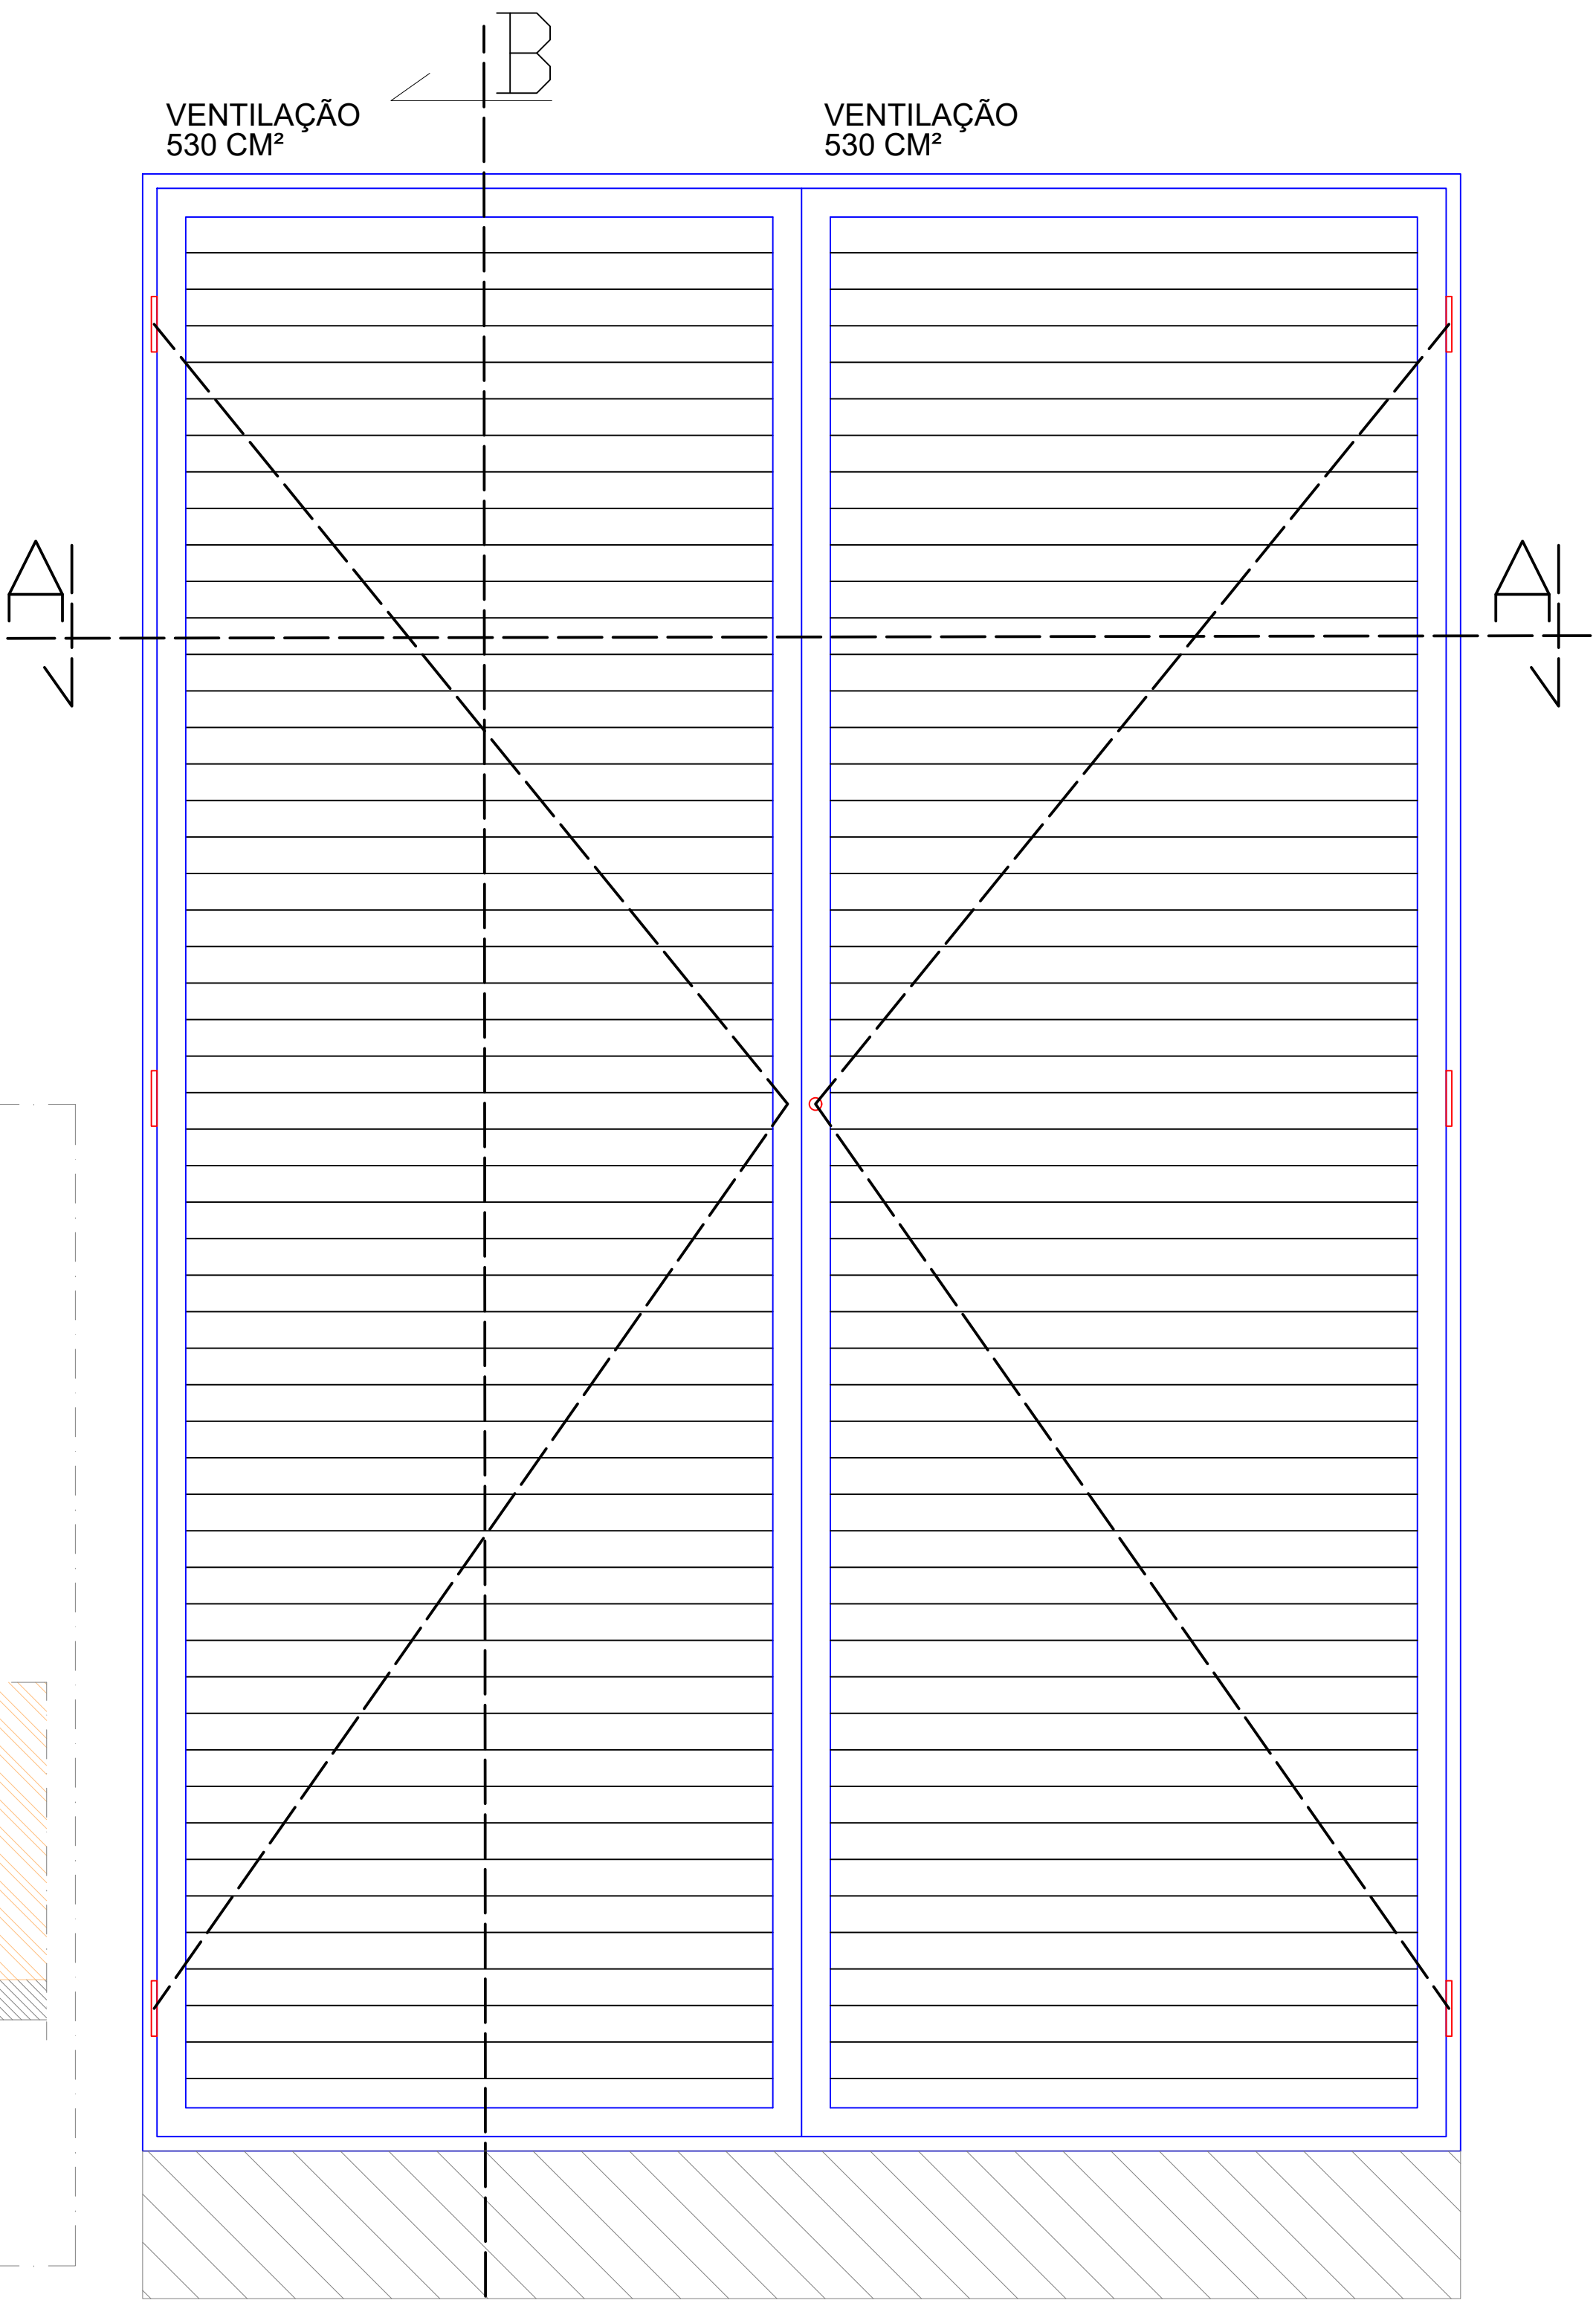 B
VENTILAÇÃO
530 CM²
VENTILAÇÃO
530 CM²
A
A